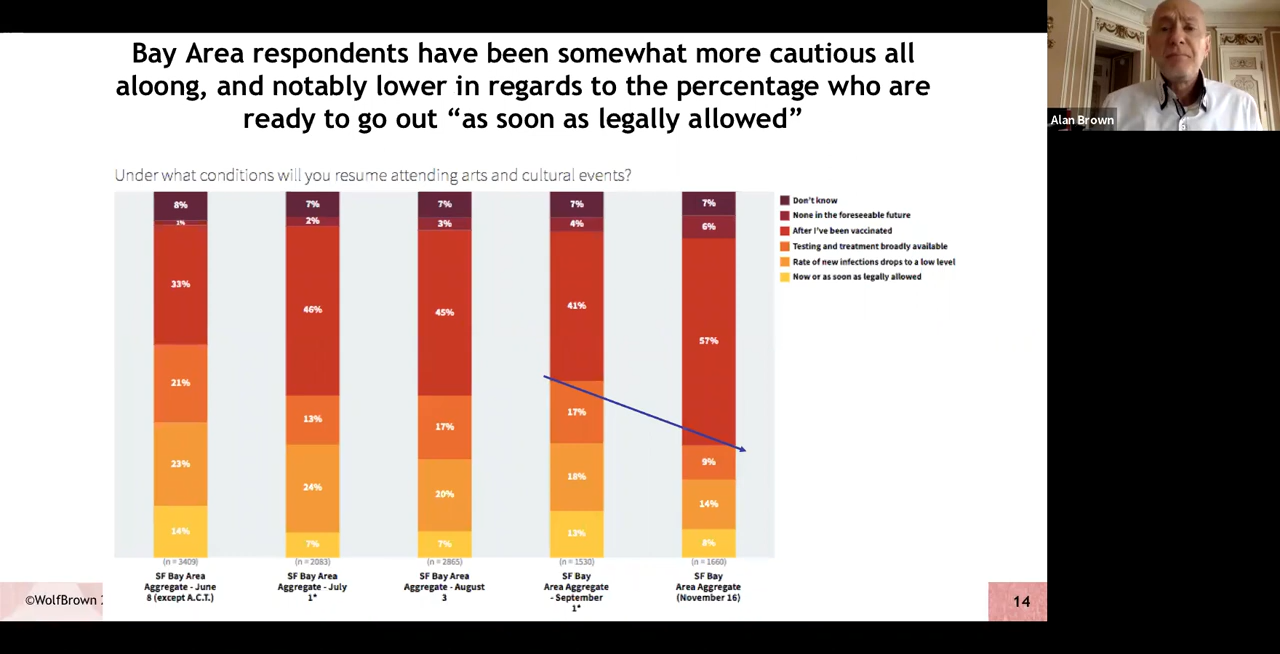 Bay Area respondents have been somewhat more cautious all
aloong, and notably lower in regards to the percentage who are
ready to go out “as soon as legally allowed”
Alan Brown
Under what conditions will you resume attending arts and cultural events?
Don't know
None in the foreseeable future
After I've been vaccinated
Testing and treatment broadly available
Rate of new infections drops to a low level
Now or as soon as legally allowed
8% 7% 7% 7% 7%
1% 2% 3% 4% 6%
33% 46% 45% 41% 57%
21% 13% 17% 17% 9%
23% 24% 20% 18% 14%
14% 7% 7% 13% 8%
(n = 3409) (n = 2083) (n = 2865) (n = 1530) (n = 1660)
SF Bay Area
Aggregate - June
8 (except A.C.T.)
SF Bay Area
Aggregate - July
1*
SF Bay Area
Aggregate - August
3
SF Bay
Area Aggregate
- September
1*
SF Bay
Area Aggregate
(November 16)
©WolfBrown
14